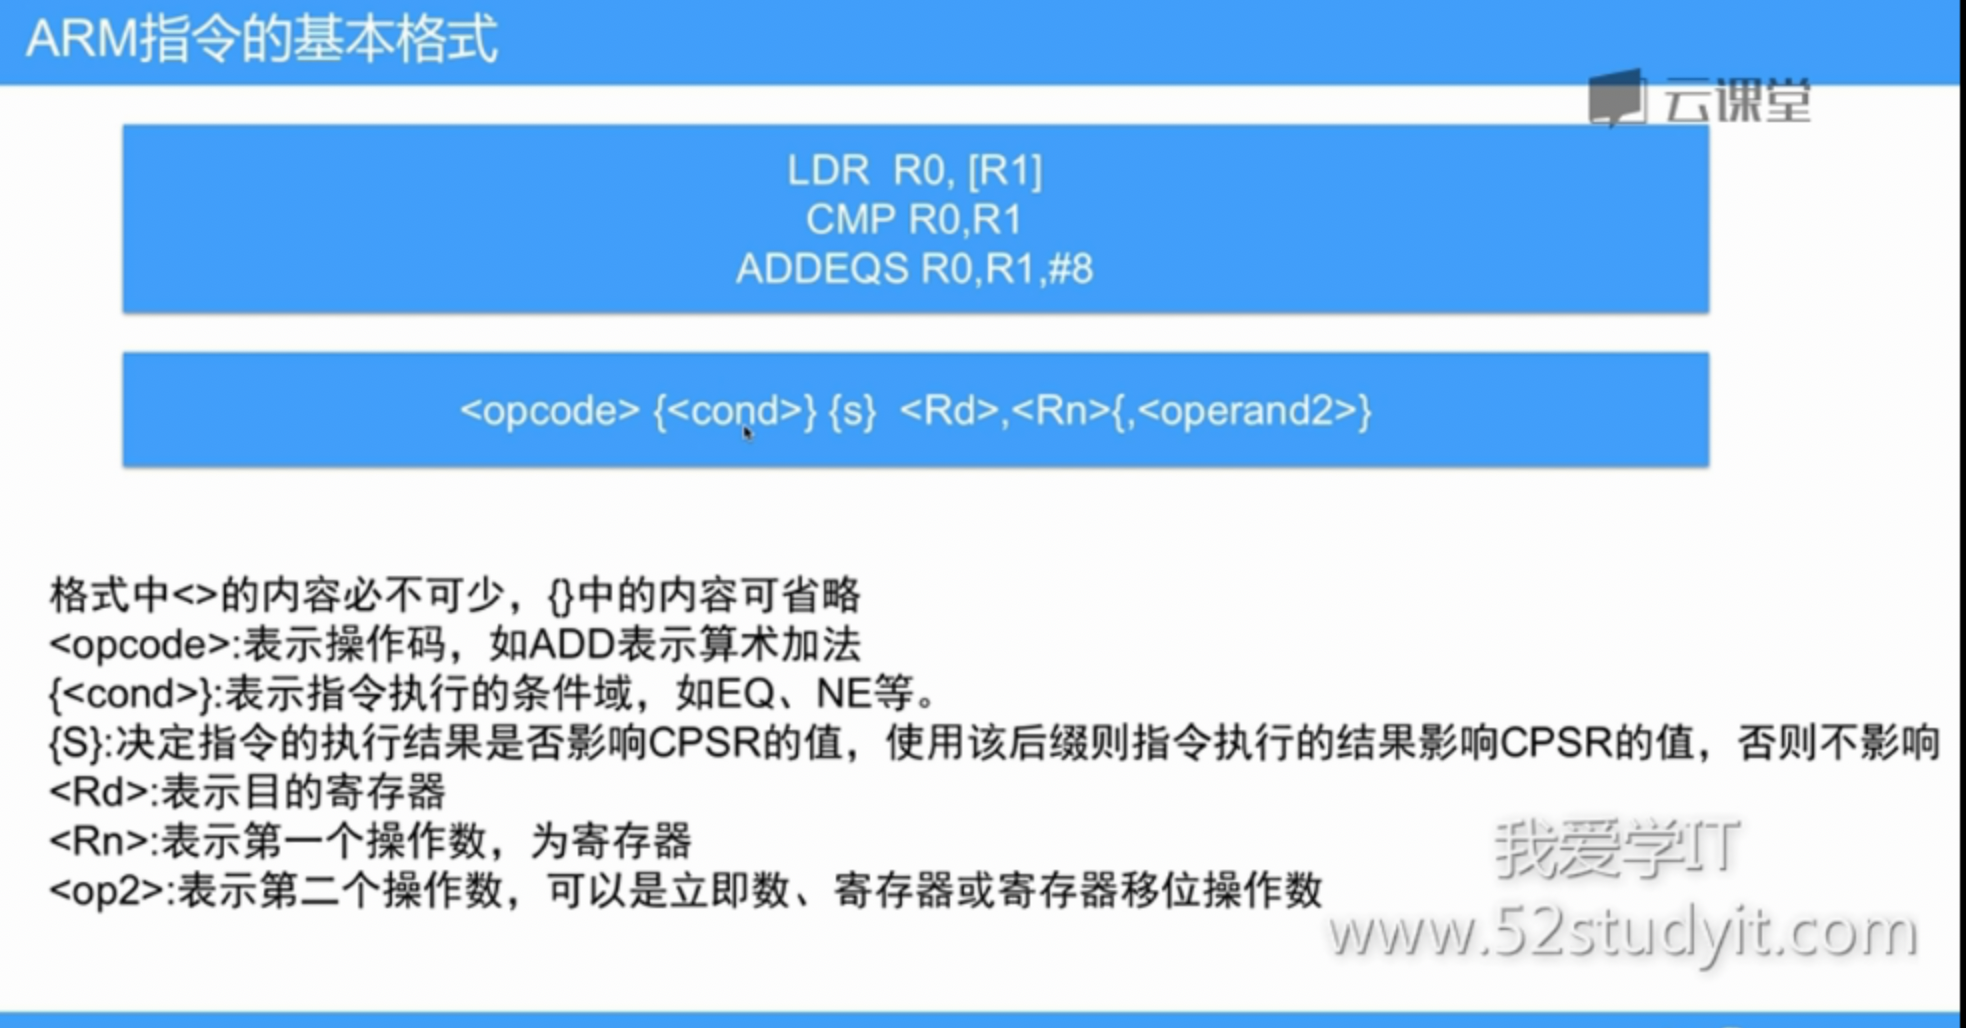 ARM指令的基本格式
云课堂
LDR  R0, [R1]
CMP R0,R1
ADDEQS R0,R1,#8
<opcode> {<cond>} {s}  <Rd>,<Rn>{,<operand2>}
格式中<>的内容必不可少，{}中的内容可省略
<opcode>:表示操作码，如ADD表示算术加法
{<cond>}:表示指令执行的条件域，如EQ、NE等。
{S}:决定指令的执行结果是否影响CPSR的值，使用该后缀则指令执行的结果影响CPSR的值，否则不影响
<Rd>:表示目的寄存器
<Rn>:表示第一个操作数，为寄存器
<op2>:表示第二个操作数，可以是立即数、寄存器或寄存器移位操作数
我爱学IT
www.52studyit.com